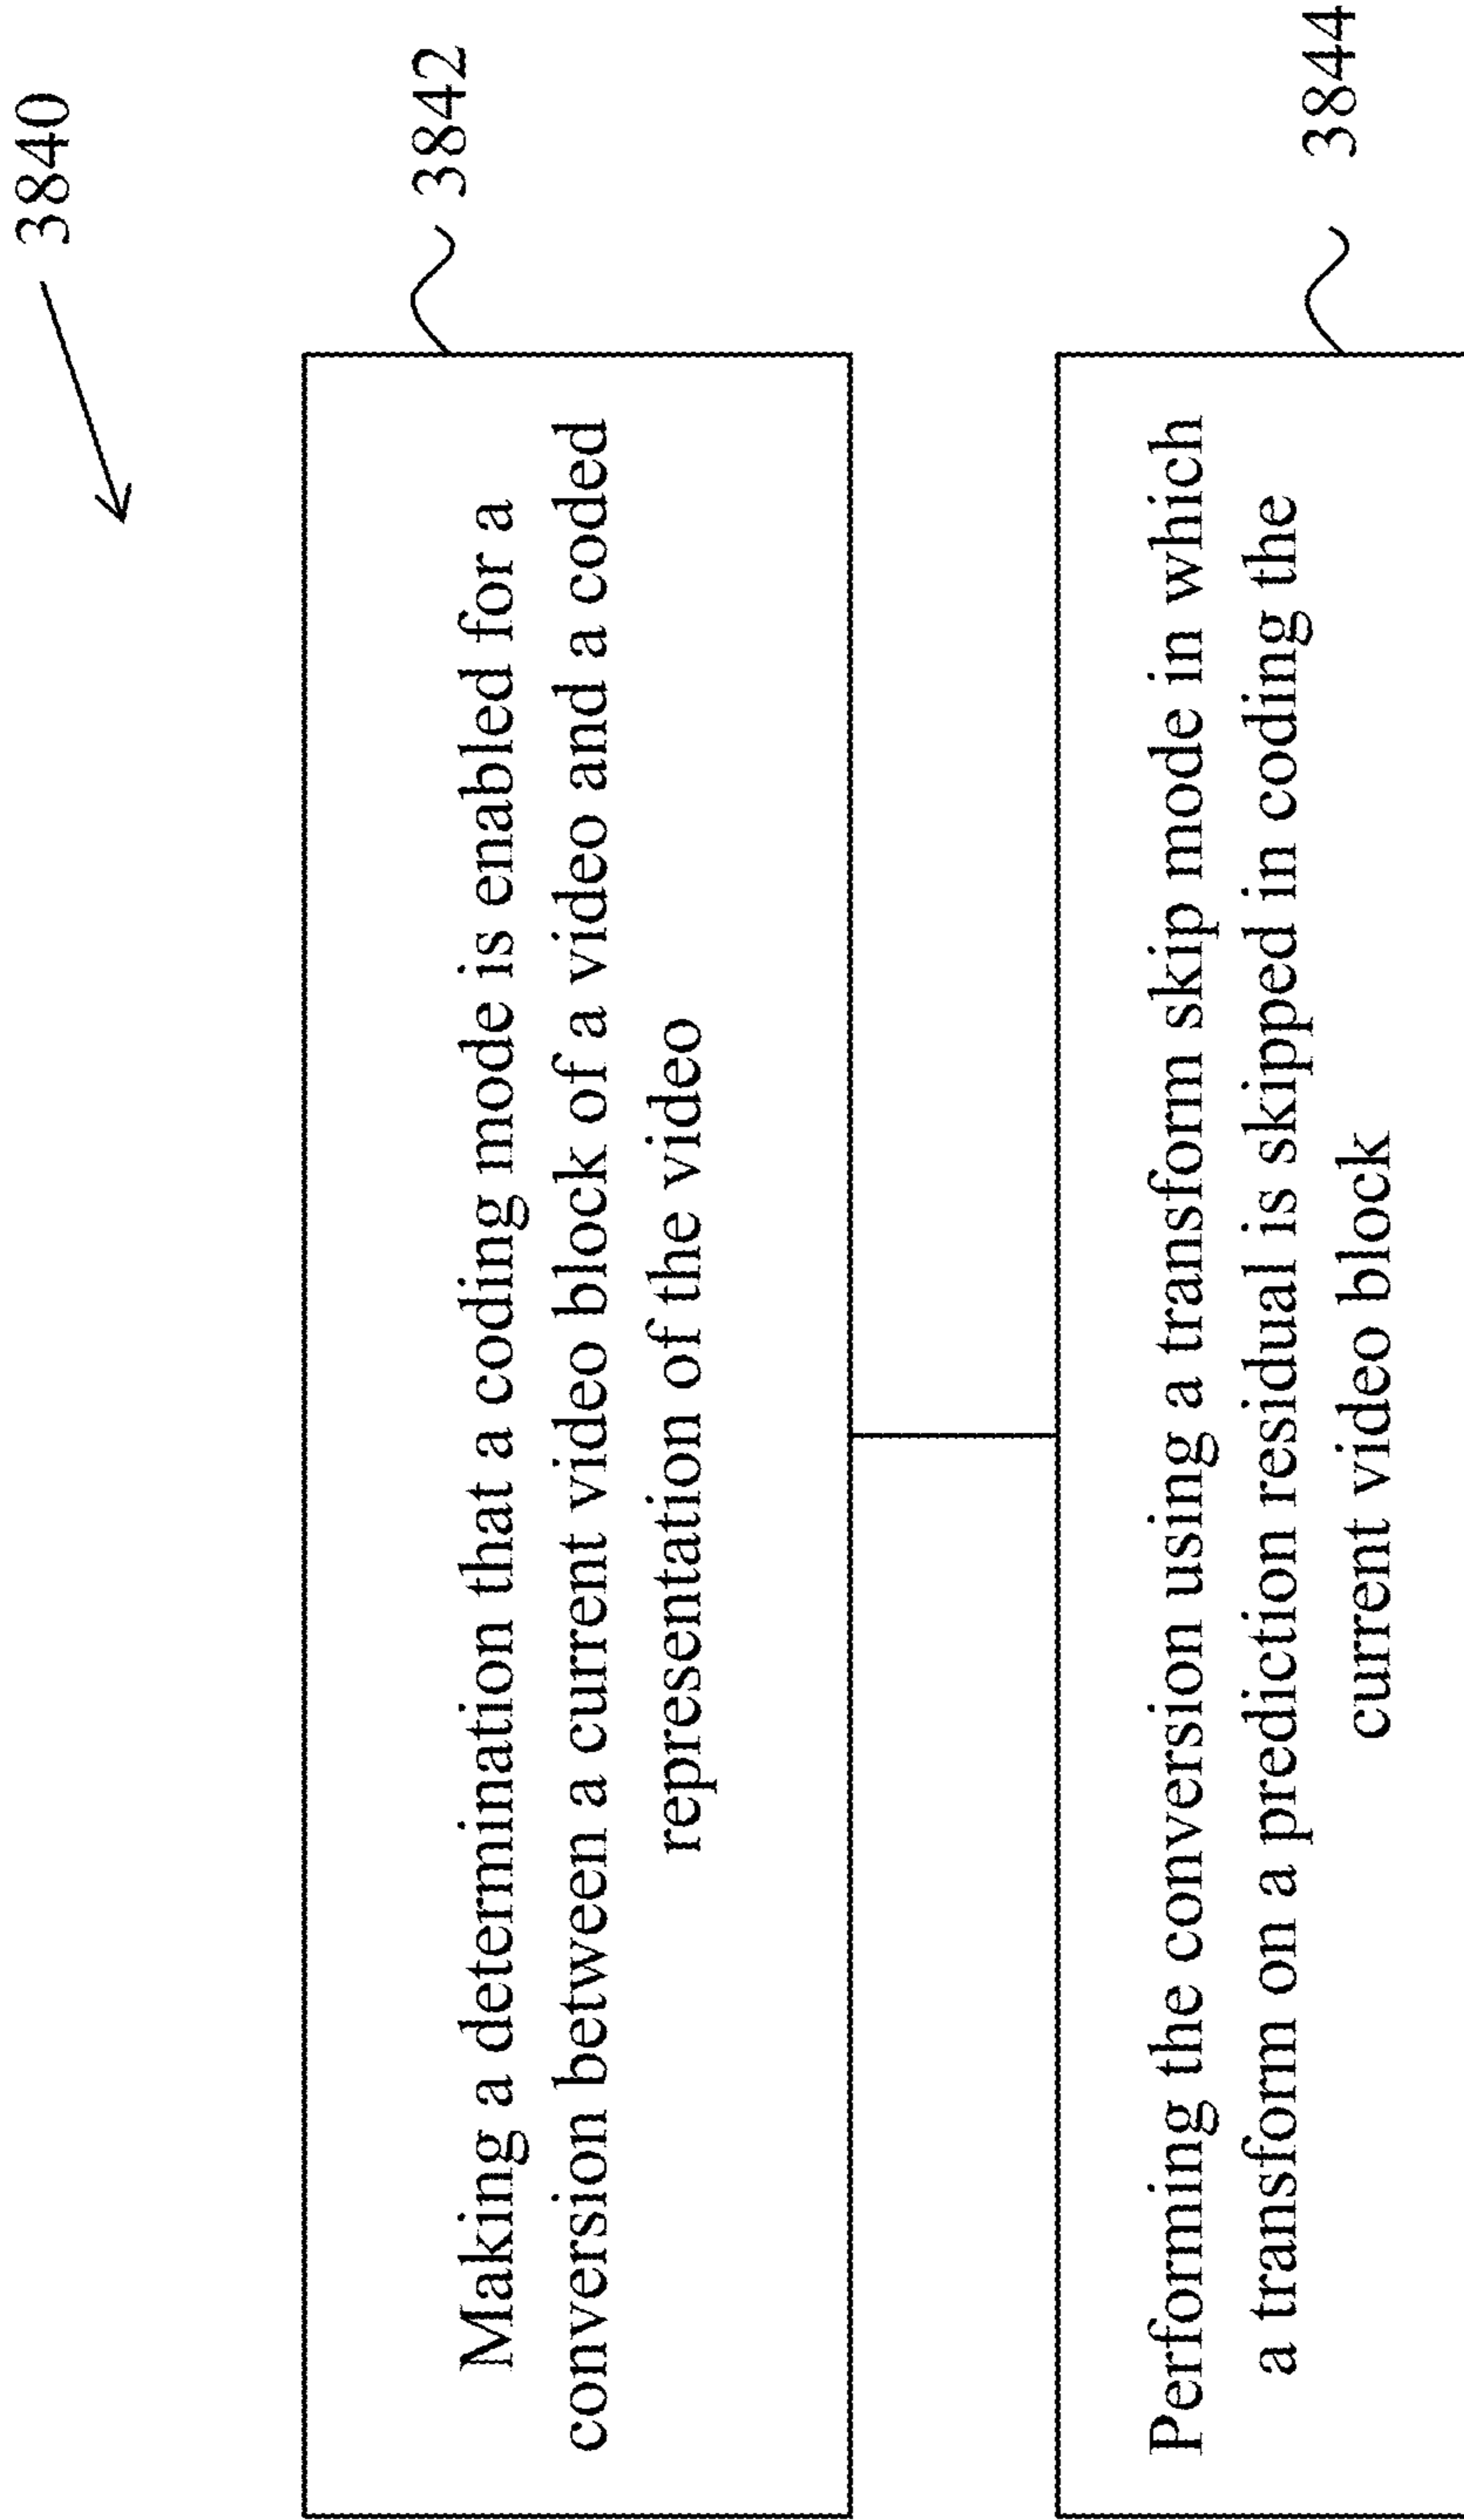 3840
3842
Making a determination that a coding mode is enabled for a
conversion between a current video block of a video and a coded
representation of the video
3844
Performing the conversion using a transform skip mode in which
a transform on a prediction residual is skipped in coding the
current video block